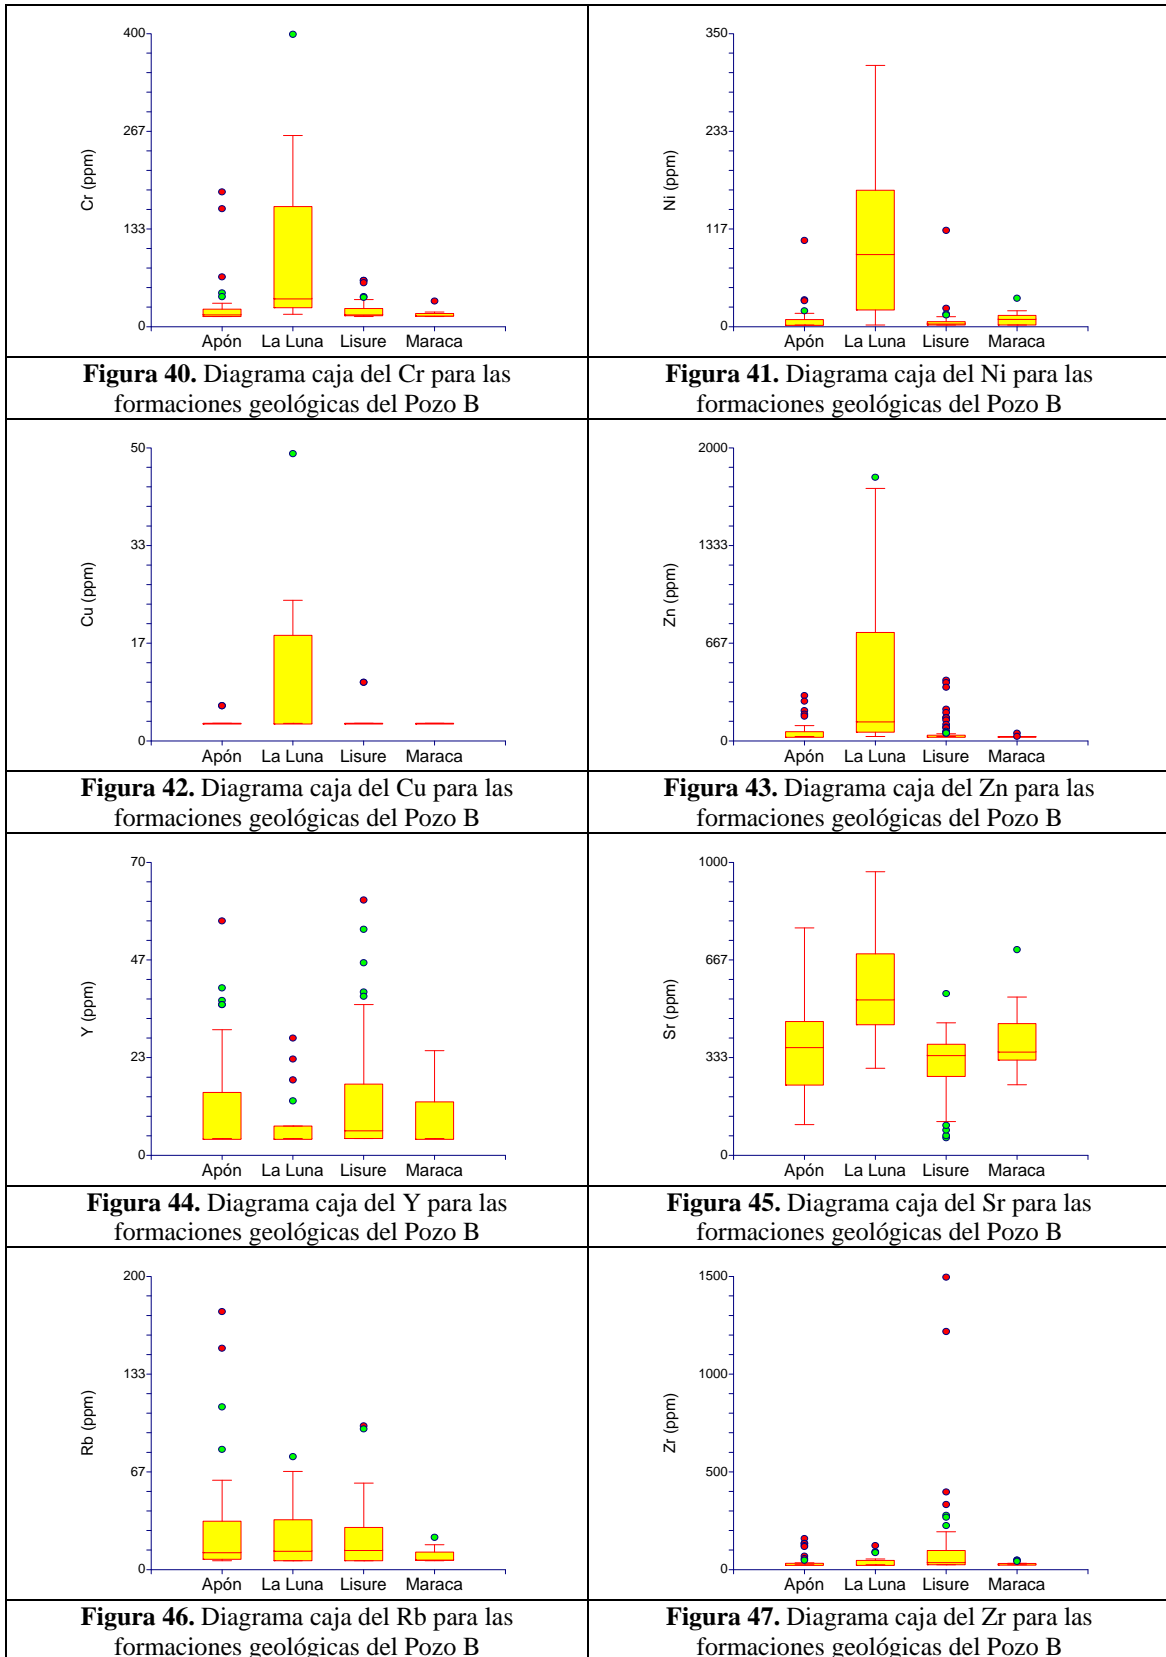 400
267
133
0
Cr (ppm)
Apón La Luna Lisure Maraca
Figura 40. Diagrama caja del Cr para las
formaciones geológicas del Pozo B
350
233
117
0
Ni (ppm)
Apón La Luna Lisure Maraca
Figura 41. Diagrama caja del Ni para las
formaciones geológicas del Pozo B
50
33
17
0
Cu (ppm)
Apón La Luna Lisure Maraca
Figura 42. Diagrama caja del Cu para las
formaciones geológicas del Pozo B
2000
1333
667
0
Zn (ppm)
Apón La Luna Lisure Maraca
Figura 43. Diagrama caja del Zn para las
formaciones geológicas del Pozo B
70
47
23
0
Y (ppm)
Apón La Luna Lisure Maraca
Figura 44. Diagrama caja del Y para las
formaciones geológicas del Pozo B
1000
667
333
0
Sr (ppm)
Apón La Luna Lisure Maraca
Figura 45. Diagrama caja del Sr para las
formaciones geológicas del Pozo B
200
133
67
0
Rb (ppm)
Apón La Luna Lisure Maraca
Figura 46. Diagrama caja del Rb para las
formaciones geológicas del Pozo B
1500
1000
500
0
Zr (ppm)
Apón La Luna Lisure Maraca
Figura 47. Diagrama caja del Zr para las
formaciones geológicas del Pozo B